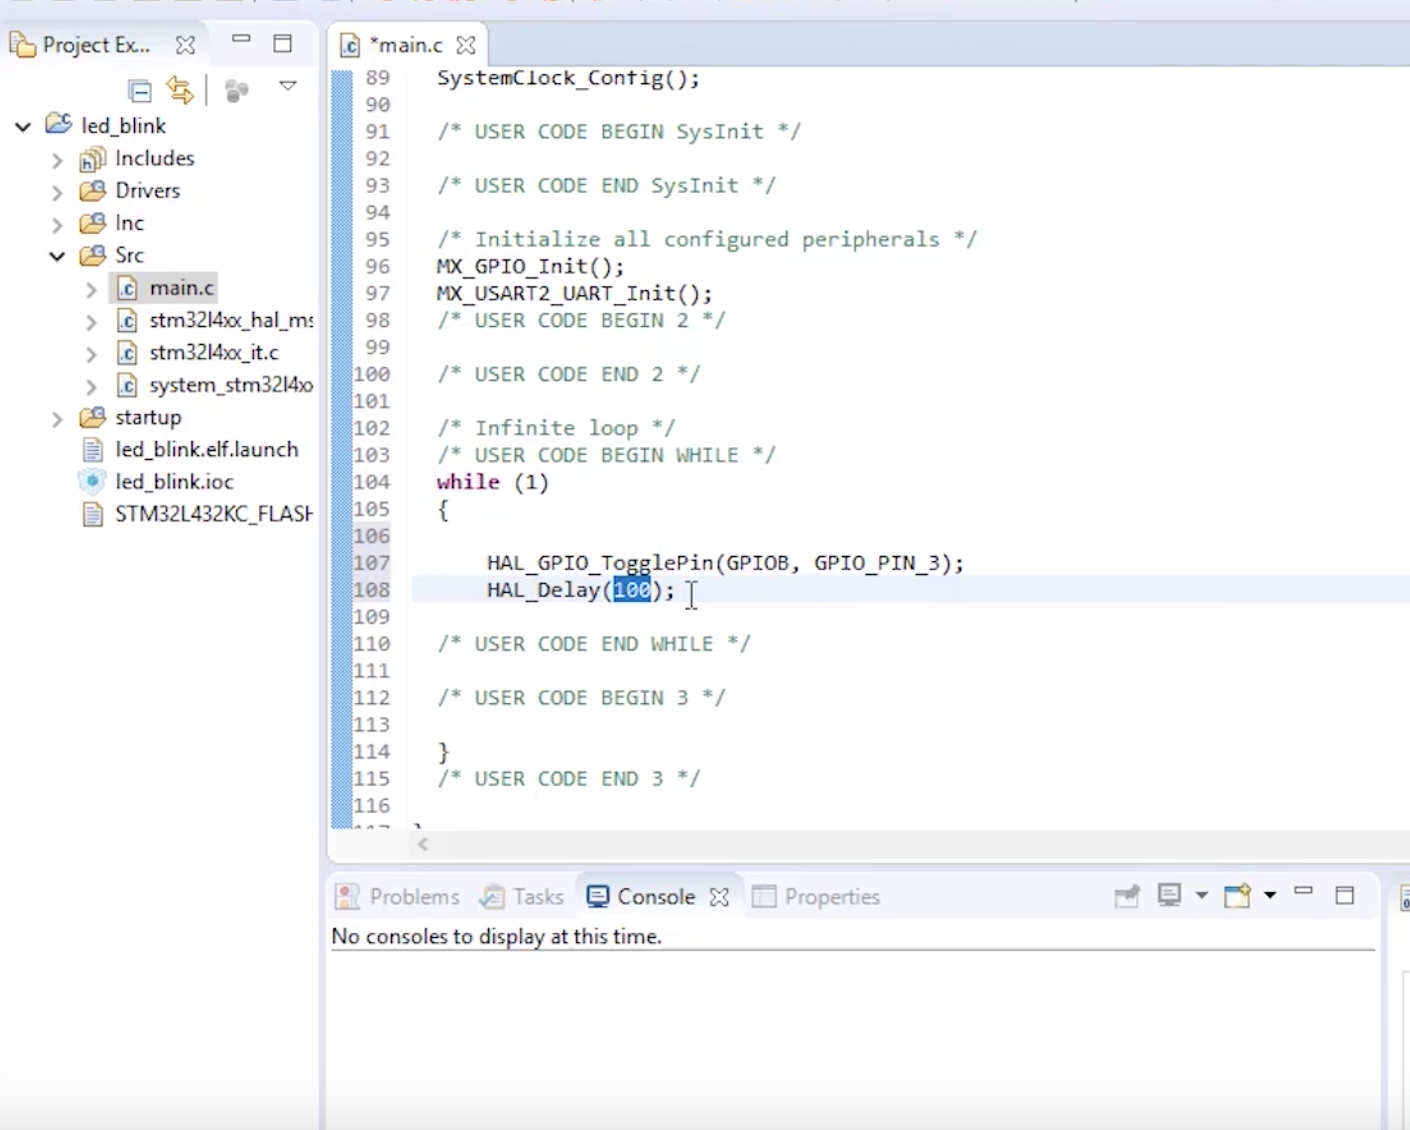 Project Ex...
*main.c
led_blink
Includes
Drivers
Inc
Src
main.c
stm32l4xx_hal_ms
stm32l4xx_it.c
system_stm32l4xx
startup
led_blink.elf.launch
led_blink.ioc
STM32L432KC_FLASH
89 SystemClock_Config();
90
91 /* USER CODE BEGIN SysInit */
92
93 /* USER CODE END SysInit */
94
95 /* Initialize all configured peripherals */
96 MX_GPIO_Init();
97 MX_USART2_UART_Init();
98 /* USER CODE BEGIN 2 */
99
100 /* USER CODE END 2 */
101
102 /* Infinite loop */
103 /* USER CODE BEGIN WHILE */
104 while (1)
105 {
106
107 HAL_GPIO_TogglePin(GPIOB, GPIO_PIN_3);
108 HAL_Delay(100);
109
110 /* USER CODE END WHILE */
111
112 /* USER CODE BEGIN 3 */
113
114 }
115 /* USER CODE END 3 */
116
Problems Tasks Console Properties
No consoles to display at this time.